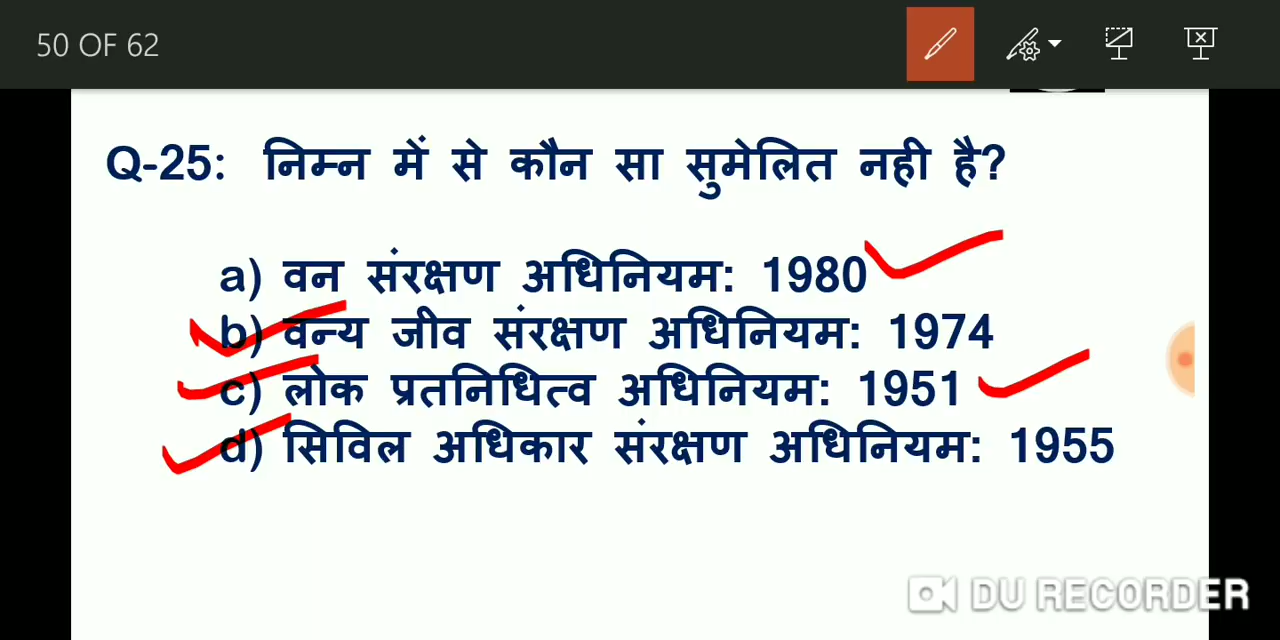 50 OF 62
Q-25: निम्न में से कौन सा सुमेलित नही है?
a) वन संरक्षण अधिनियम: 1980
b) वन्य जीव संरक्षण अधिनियम: 1974
c) लोक प्रतनिधित्व अधिनियम: 1951
d) सिविल अधिकार संरक्षण अधिनियम: 1955
DU RECORDER